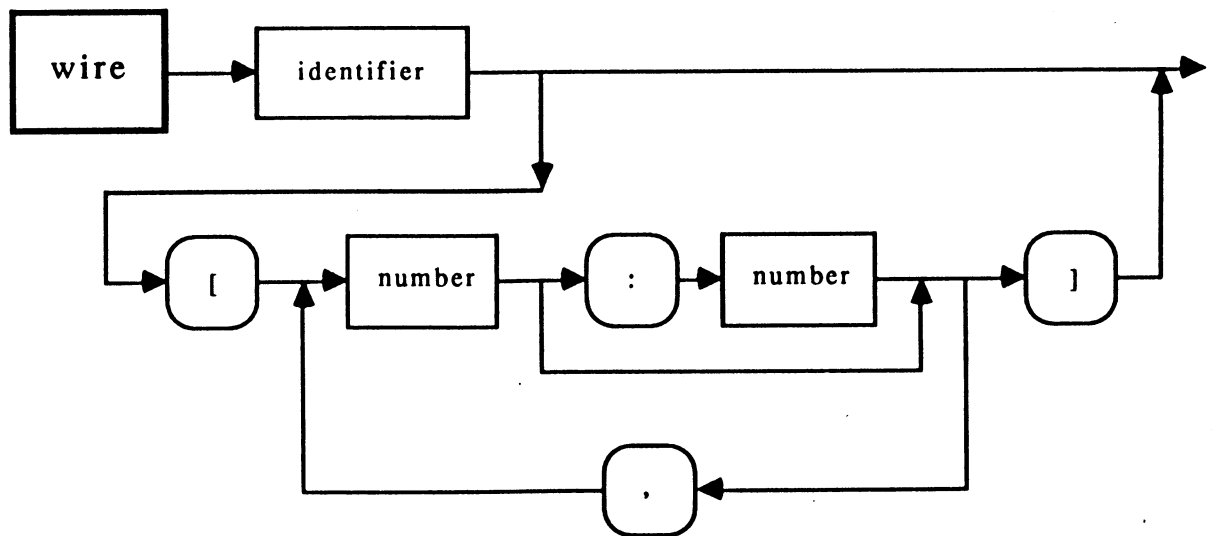 wire identifier
[ number : number ]
,